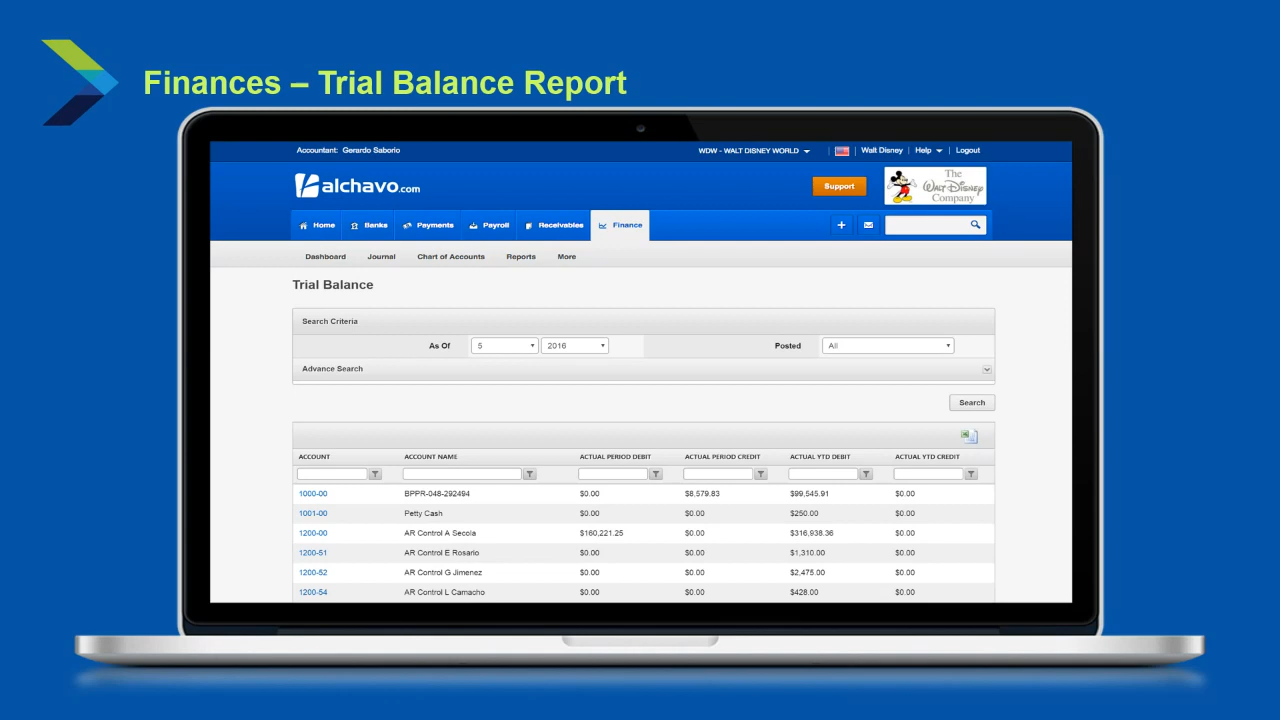 Finances – Trial Balance Report
Accountant: Gerardo Saborio WDW - WALT DISNEY WORLD | | Walt Disney | Help | Logout
alchavo.com Support The
WALT DISNEY
Company
Home Banks Payments Payroll Receivables Finance +
Dashboard Journal Chart of Accounts Reports More
Trial Balance
Search Criteria
As Of 5 2016 Posted All
Advance Search
Search
ACCOUNT ACCOUNT NAME ACTUAL PERIOD DEBIT ACTUAL PERIOD CREDIT ACTUAL YTD DEBIT ACTUAL YTD CREDIT
1000-00 BPPR-048-292494 $0.00 $8,579.83 $99,545.91 $0.00
1001-00 Petty Cash $0.00 $0.00 $250.00 $0.00
1200-00 AR Control A Secola $160,221.25 $0.00 $316,938.36 $0.00
1200-51 AR Control E Rosario $0.00 $0.00 $1,310.00 $0.00
1200-52 AR Control G Jimenez $0.00 $0.00 $2,475.00 $0.00
1200-54 AR Control L Camacho $0.00 $0.00 $428.00 $0.00